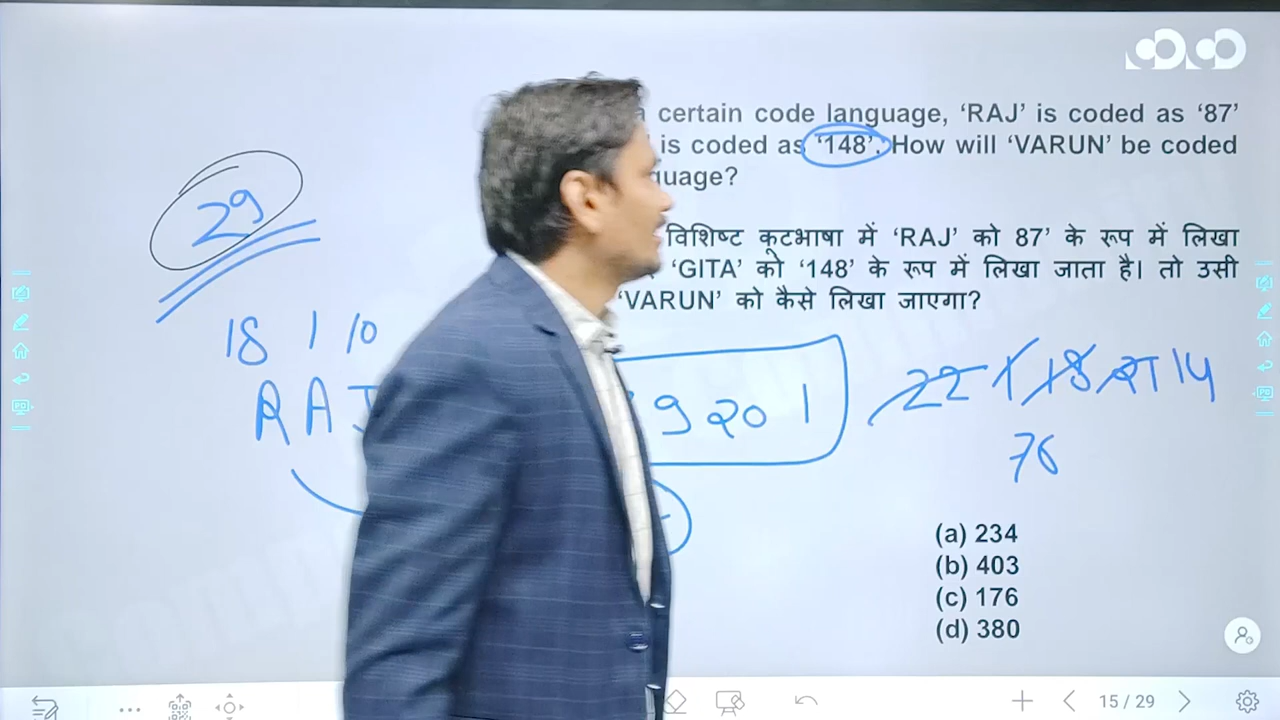 certain code language, ‘RAJ’ is coded as ‘87’
is coded as ‘148’. How will ‘VARUN’ be coded
विशिष्ट कूटभाषा में ‘RAJ’ को 87’ के रूप में लिखा
‘GITA’ को ‘148’ के रूप में लिखा जाता है। तो उसी
‘VARUN’ को कैसे लिखा जाएगा?
29
18 1 10
RAJ
9 20 1
22 1 18 21 14
76
(a) 234
(b) 403
(c) 176
(d) 380
15 / 29